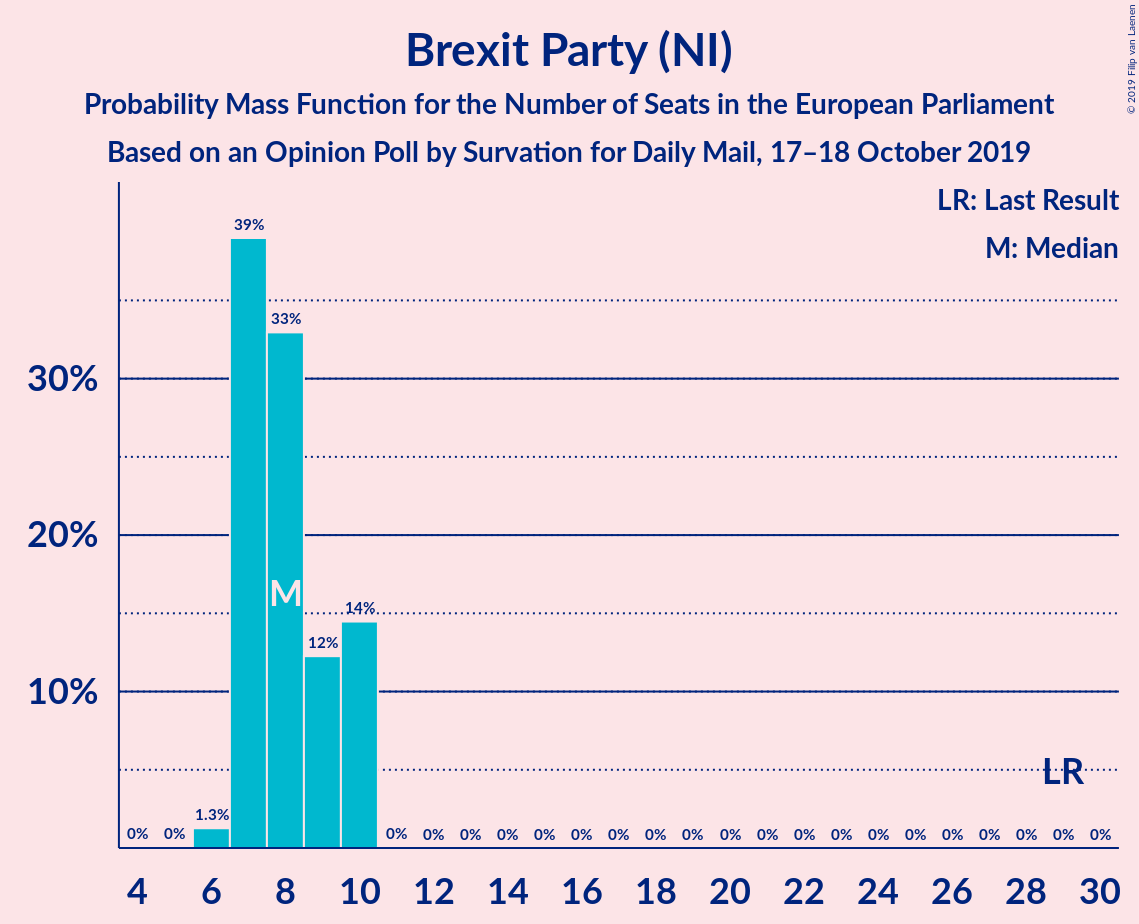 Brexit Party (NI)
Probability Mass Function for the Number of Seats in the European Parliament
Based on an Opinion Poll by Survation for Daily Mail, 17–18 October 2019
© 2019 Filip van Laenen
LR: Last Result
M: Median
39%
33%
30%
20%
M
14%
12%
10%
LR
1.3%
0% 0% 0% 0% 0% 0% 0% 0% 0% 0% 0% 0% 0% 0% 0% 0% 0% 0% 0% 0% 0% 0%
4 6 8 10 12 14 16 18 20 22 24 26 28 30